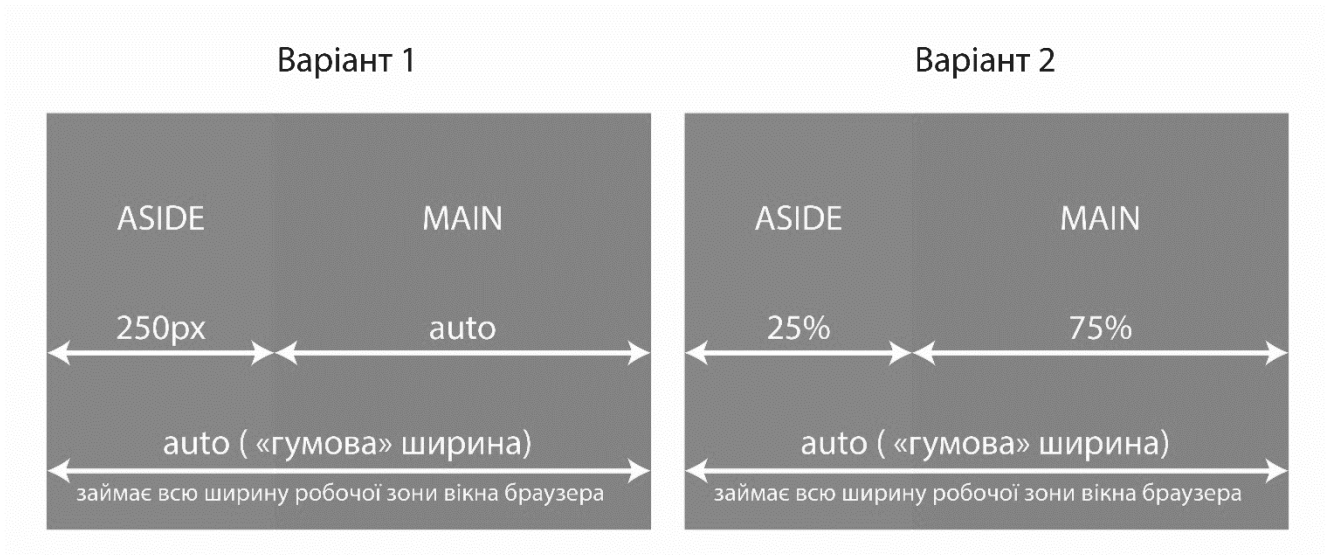 Варіант 1
ASIDE
MAIN
250px
auto
auto ( «гумова» ширина)
займає всю ширину робочої зони вікна браузера
Варіант 2
ASIDE
MAIN
25%
75%
auto ( «гумова» ширина)
займає всю ширину робочої зони вікна браузера